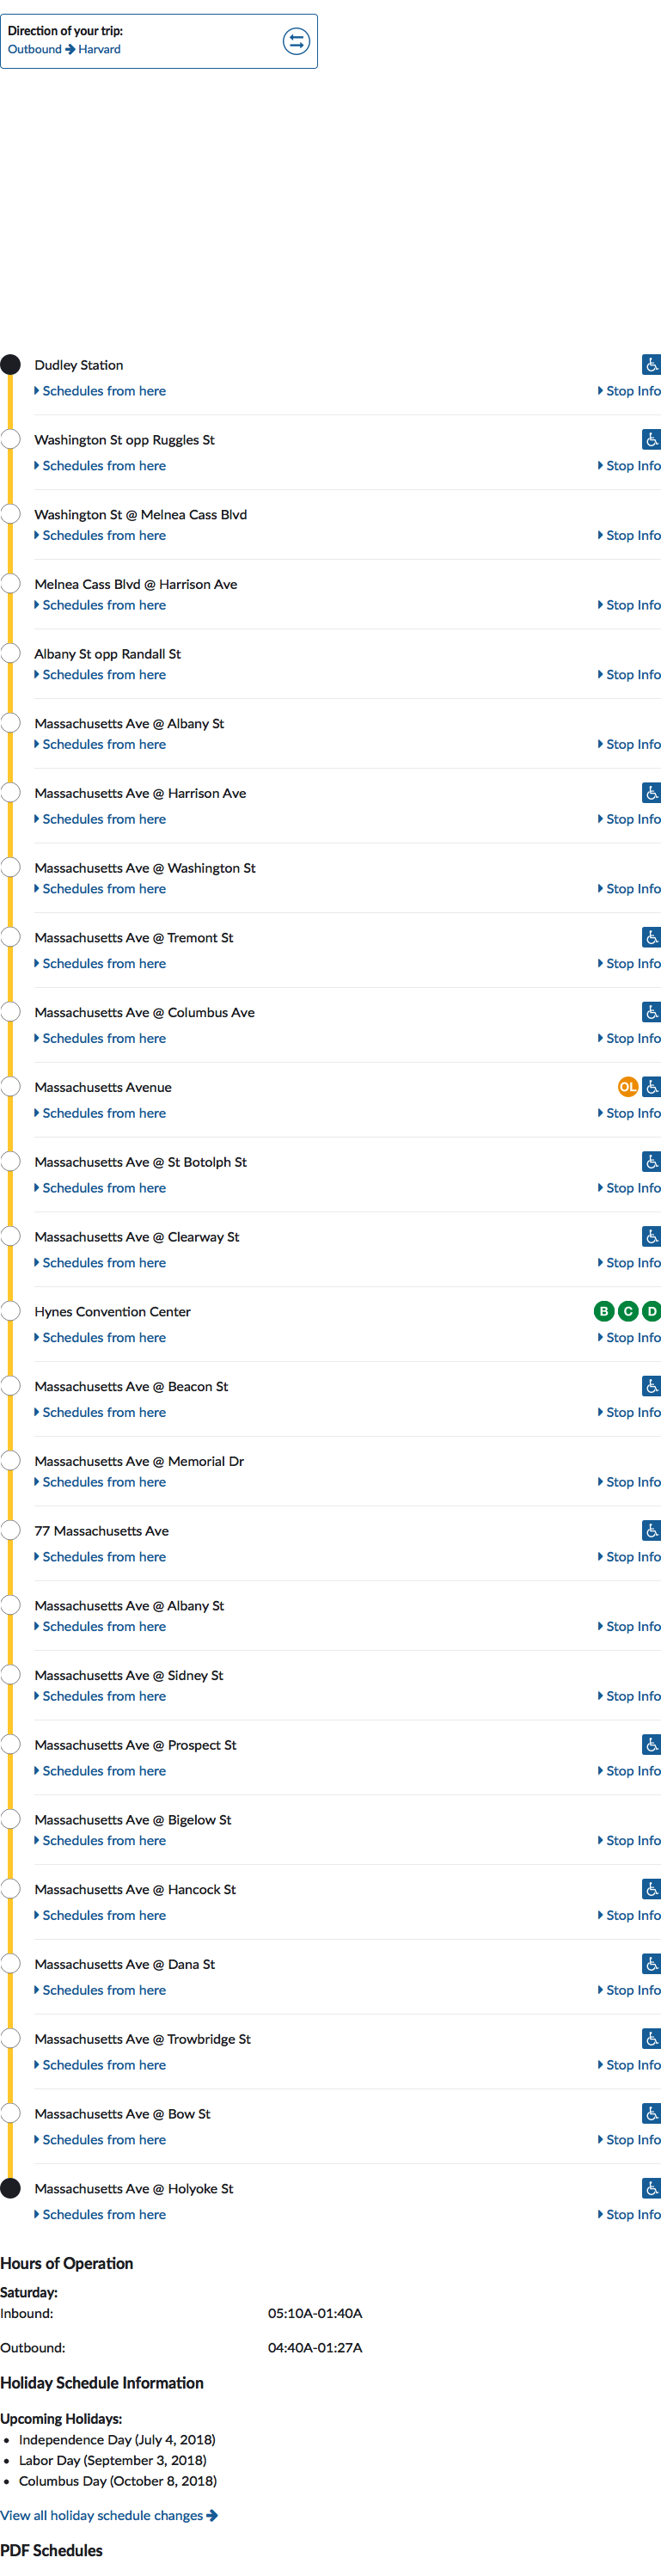 Direction of your trip:
Outbound → Harvard
Dudley Station
Schedules from here Stop Info
Washington St opp Ruggles St
Schedules from here Stop Info
Washington St @ Melnea Cass Blvd
Schedules from here Stop Info
Melnea Cass Blvd @ Harrison Ave
Schedules from here Stop Info
Albany St opp Randall St
Schedules from here Stop Info
Massachusetts Ave @ Albany St
Schedules from here Stop Info
Massachusetts Ave @ Harrison Ave
Schedules from here Stop Info
Massachusetts Ave @ Washington St
Schedules from here Stop Info
Massachusetts Ave @ Tremont St
Schedules from here Stop Info
Massachusetts Ave @ Columbus Ave
Schedules from here Stop Info
Massachusetts Avenue OL
Schedules from here Stop Info
Massachusetts Ave @ St Botolph St
Schedules from here Stop Info
Massachusetts Ave @ Clearway St
Schedules from here Stop Info
Hynes Convention Center B C D
Schedules from here Stop Info
Massachusetts Ave @ Beacon St
Schedules from here Stop Info
Massachusetts Ave @ Memorial Dr
Schedules from here Stop Info
77 Massachusetts Ave
Schedules from here Stop Info
Massachusetts Ave @ Albany St
Schedules from here Stop Info
Massachusetts Ave @ Sidney St
Schedules from here Stop Info
Massachusetts Ave @ Prospect St
Schedules from here Stop Info
Massachusetts Ave @ Bigelow St
Schedules from here Stop Info
Massachusetts Ave @ Hancock St
Schedules from here Stop Info
Massachusetts Ave @ Dana St
Schedules from here Stop Info
Massachusetts Ave @ Trowbridge St
Schedules from here Stop Info
Massachusetts Ave @ Bow St
Schedules from here Stop Info
Massachusetts Ave @ Holyoke St
Schedules from here Stop Info
Hours of Operation
Saturday:
Inbound: 05:10A-01:40A
Outbound: 04:40A-01:27A
Holiday Schedule Information
Upcoming Holidays:
• Independence Day (July 4, 2018)
• Labor Day (September 3, 2018)
• Columbus Day (October 8, 2018)
View all holiday schedule changes →
PDF Schedules